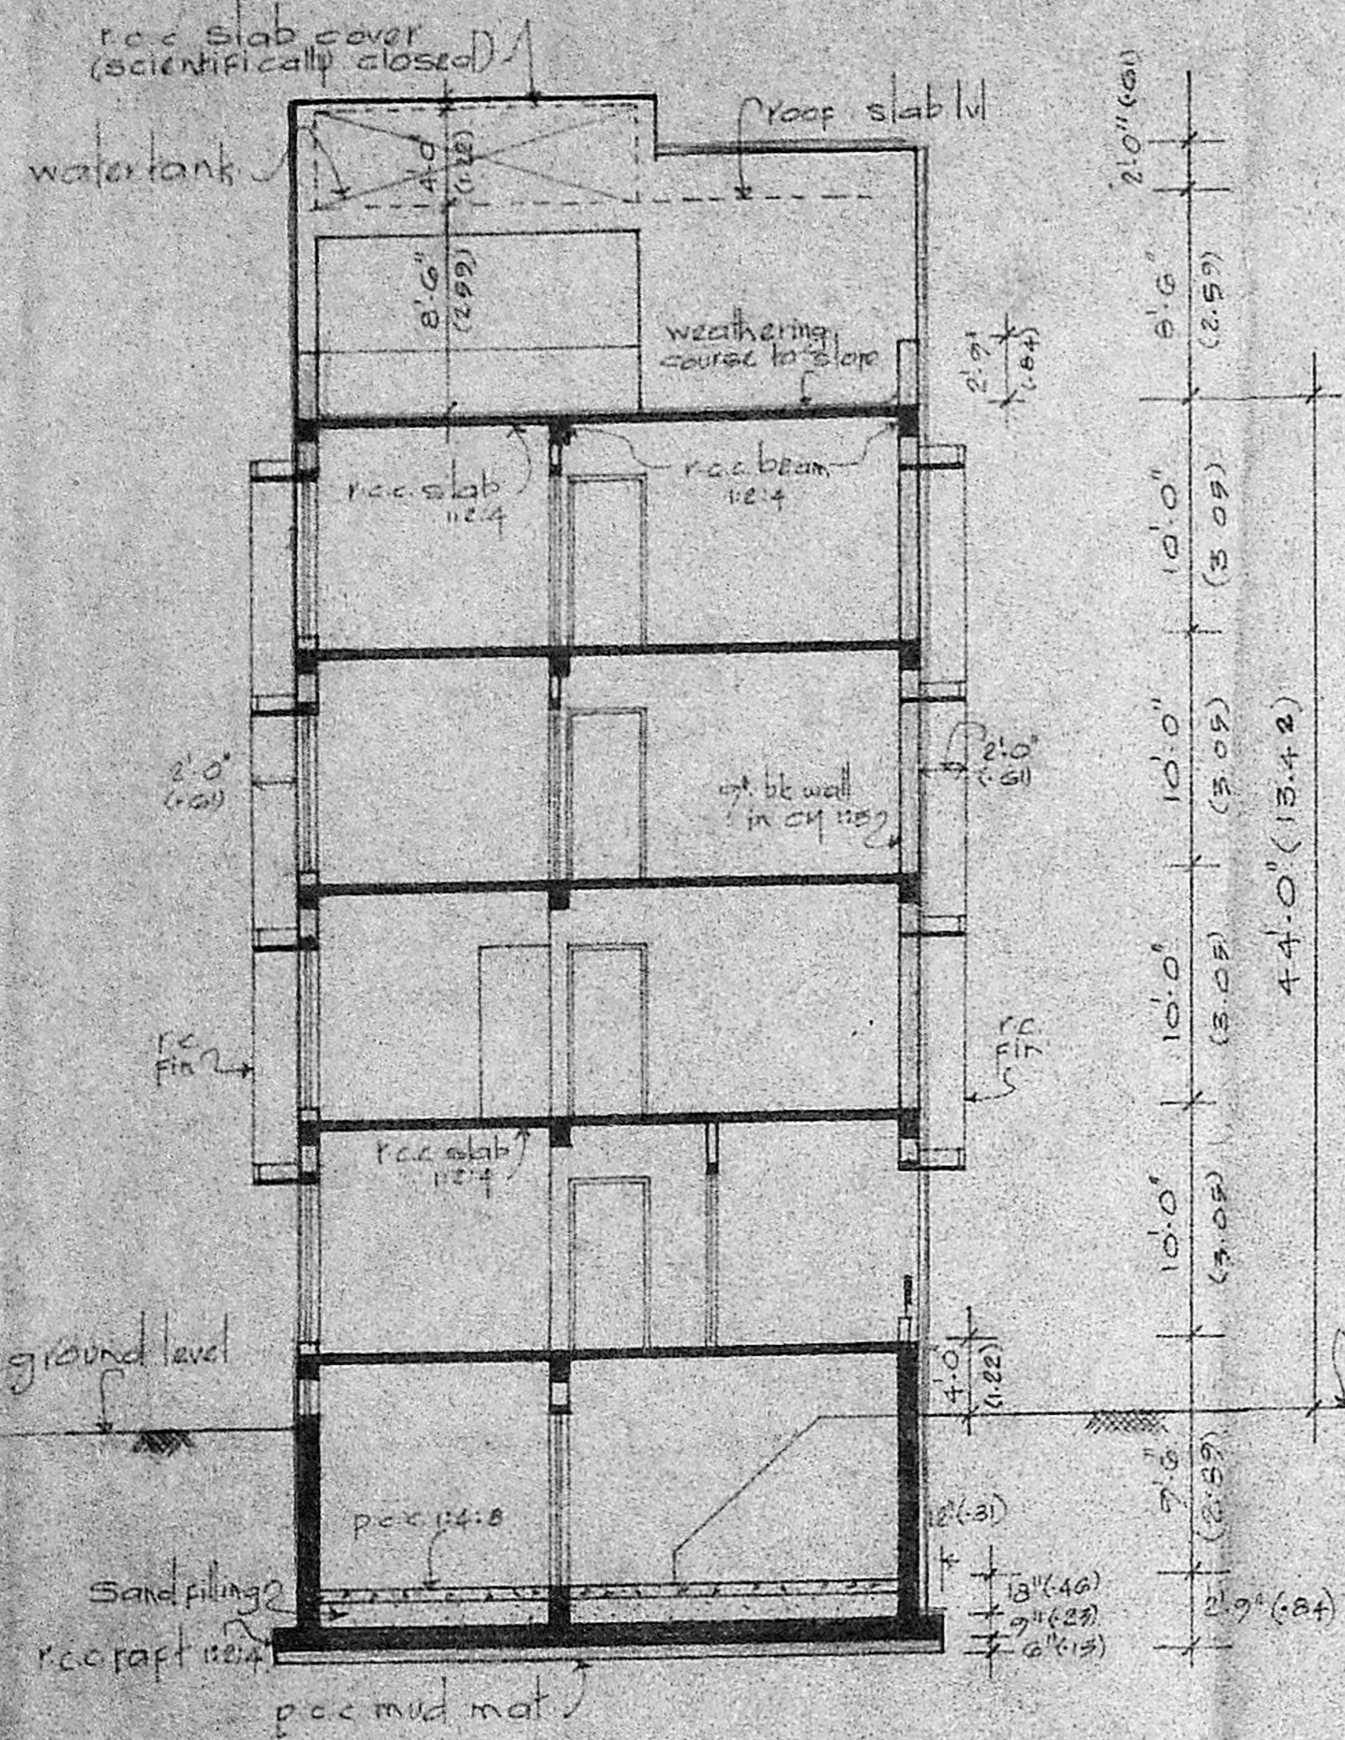 r.c.c slab cover
(scientifically closed)
water tank
roof slab lvl
2'.0" (.61)
4'.0"
(1.22)
8'.6"
(2.59)
8'.6"
(2.59)
weathering
course to slope
2'.9"
(.84)
r.c.c. slab
1:2:4
r.c.c. beam
1:2:4
10'.0"
(3.05)
10'.0"
(3.05)
44'.0" (13.42)
2'.0"
(.61)
2'.0"
(.61)
9". bk wall
in CM 1:5
10'.0"
(3.05)
r.c.
fin
r.c.
fin
r.c.c slab
1:2:4
10'.0"
(3.05)
ground level
4'.0
(1.22)
(2.89)
p.c.c. 1:4:8
12"(.31)
Sand filling
18"(.46)
9"(.23)
6"(.15)
2'.9" (.84)
r.c.c raft 1:2:4
p.c.c mud mat